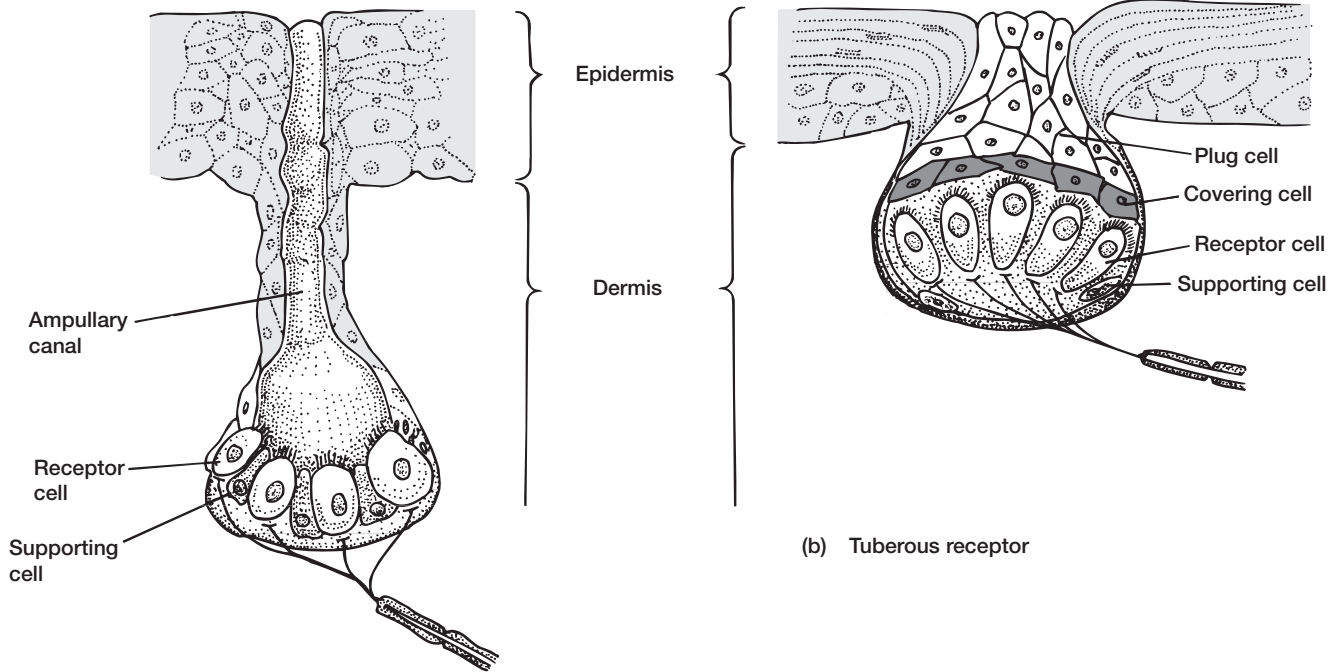 Epidermis
Dermis
Ampullary
canal
Receptor
cell
Supporting
cell
Plug cell
Covering cell
Receptor cell
Supporting cell
(b) Tuberous receptor